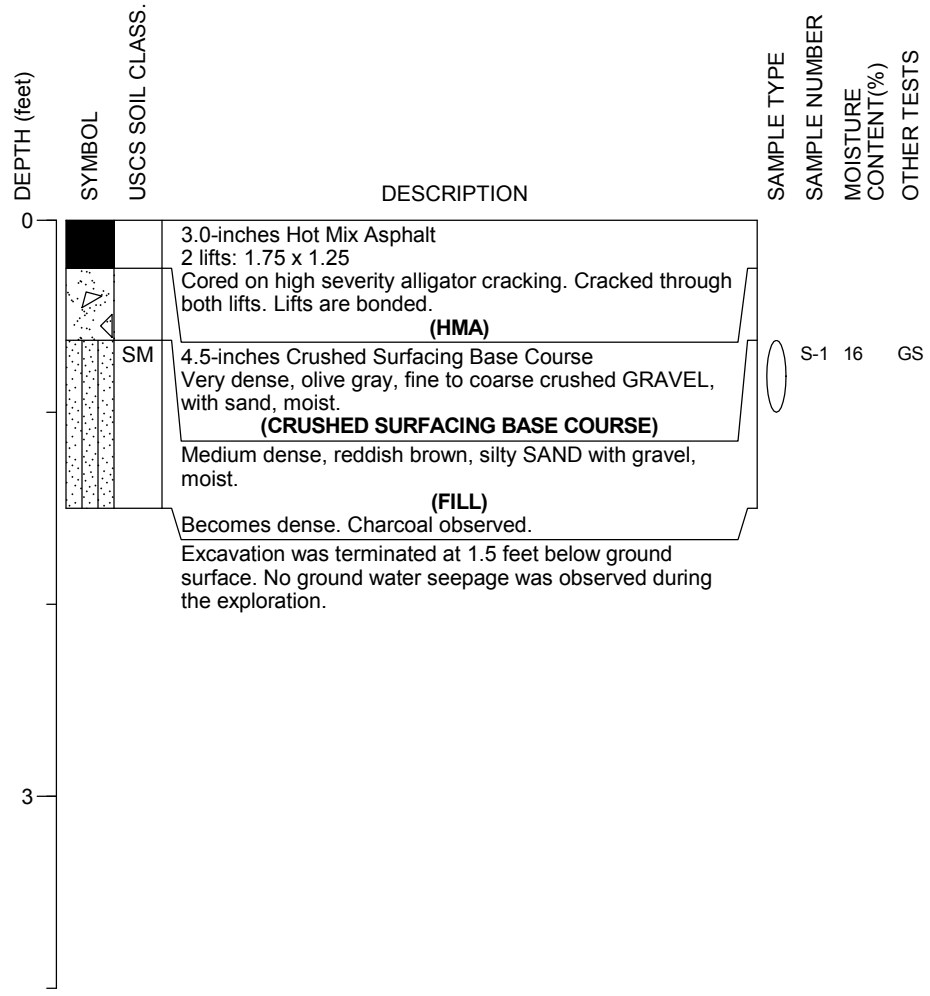 DEPTH (feet)
SYMBOL
USCS SOIL CLASS.
DESCRIPTION
SAMPLE TYPE
SAMPLE NUMBER
MOISTURE
CONTENT(%)
OTHER TESTS
0
3.0-inches Hot Mix Asphalt
2 lifts: 1.75 x 1.25
Cored on high severity alligator cracking. Cracked through
both lifts. Lifts are bonded.
(HMA)
SM 4.5-inches Crushed Surfacing Base Course S-1 16 GS
Very dense, olive gray, fine to coarse crushed GRAVEL,
with sand, moist.
(CRUSHED SURFACING BASE COURSE)
Medium dense, reddish brown, silty SAND with gravel,
moist.
(FILL)
Becomes dense. Charcoal observed.
Excavation was terminated at 1.5 feet below ground
surface. No ground water seepage was observed during
the exploration.
3